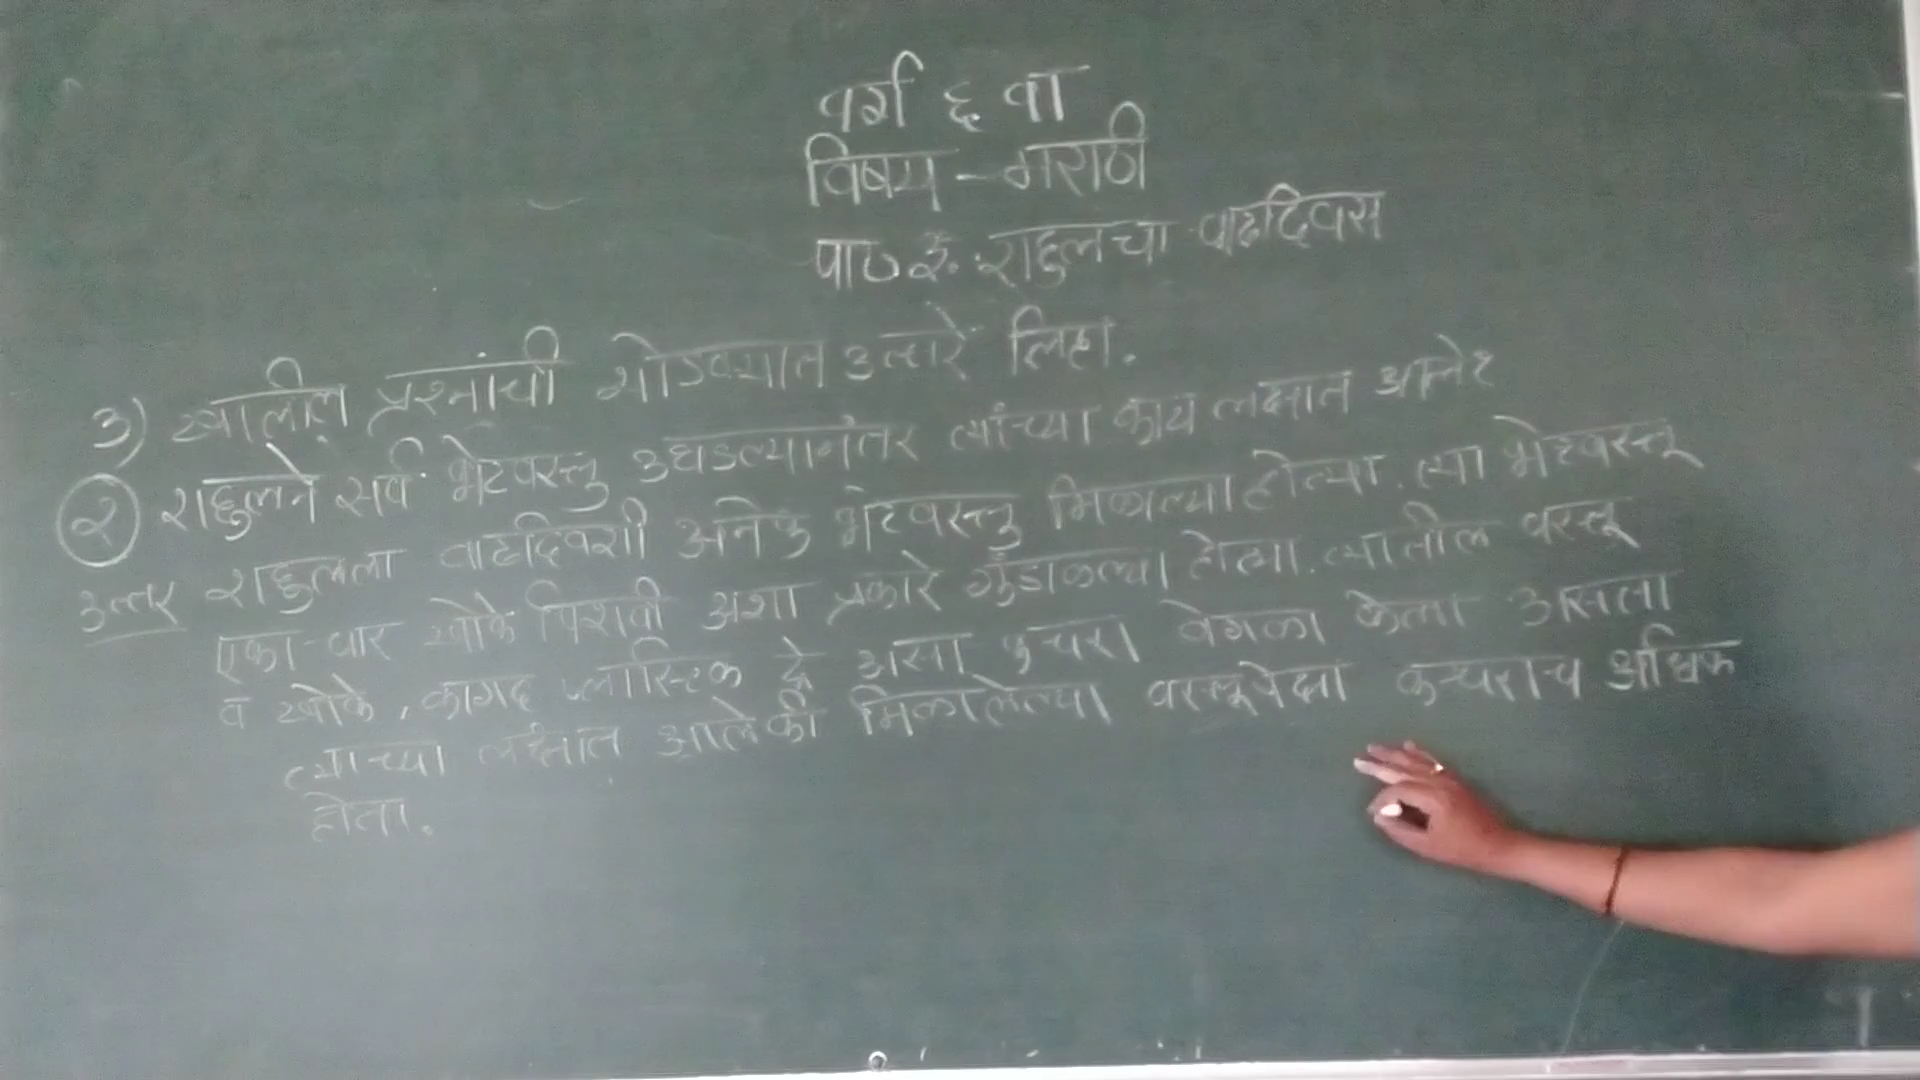 वर्ग ६ वा
विषय - मराठी
पाठ ३. राहुलचा वाढदिवस
३) खालील प्रश्नांची थोडक्यात उत्तरे लिहा.
२ राहुलने सर्व भेटवस्तू उघडल्यानंतर त्यांच्या काय लक्षात आले?
उत्तर राहुलला वाढदिवशी अनेक भेटवस्तु मिळाल्या होत्या. त्या भेटवस्तू
एका-चार खोके पिशवी अशा प्रकारे गुंडाळल्या होत्या. त्यातील वस्तू
व खोके, कागद प्लास्टिक हे असा कचरा वेगळा केला असता
त्याच्या लक्षात आले की मिळालेल्या वस्तूपेक्षा कचराच अधिक
होता.